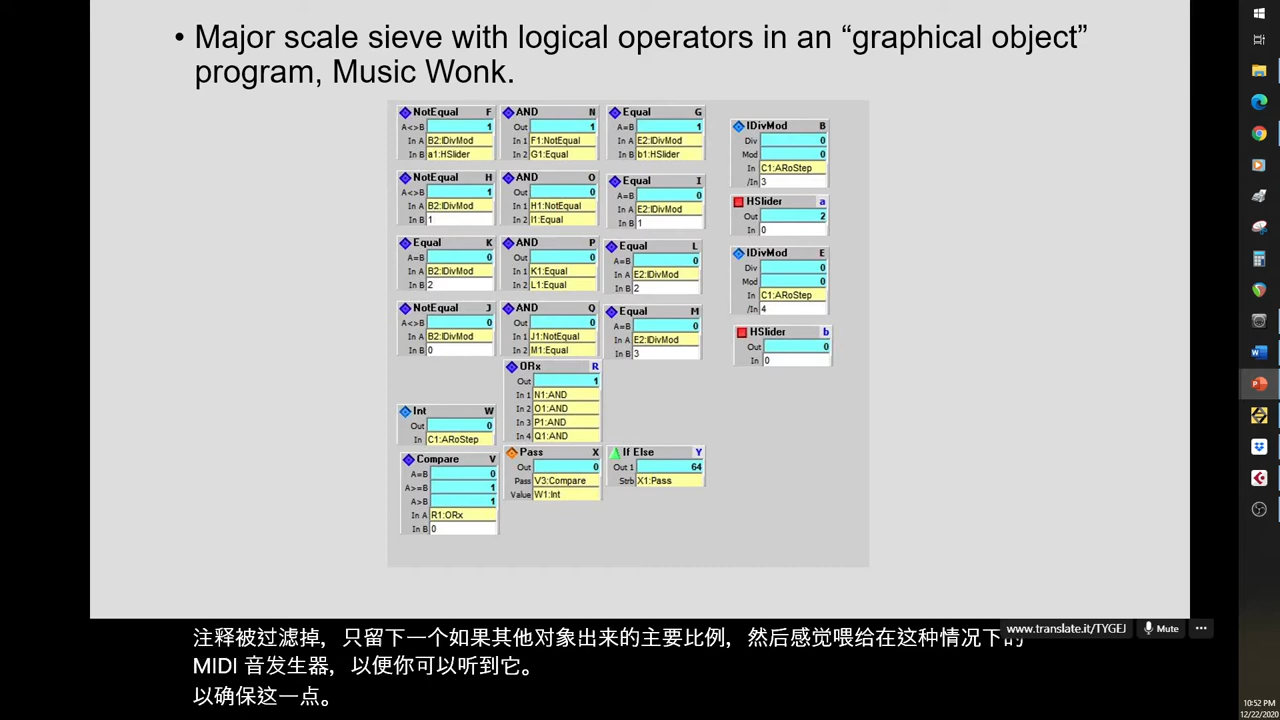 • Major scale sieve with logical operators in an “graphical object”
program, Music Wonk.
NotEqual F
A<>B 1
In A B2:IDivMod
In B a1:HSlider
AND N
Out 1
In 1 F1:NotEqual
In 2 G1:Equal
Equal G
A=B 1
In A E2:IDivMod
In B b1:HSlider
IDivMod B
Div 0
Mod 0
In C1:ARoStep
/In 3
NotEqual H
A<>B 1
In A B2:IDivMod
In B 1
AND O
Out 0
In 1 H1:NotEqual
In 2 I1:Equal
Equal I
A=B 0
In A E2:IDivMod
In B 1
HSlider a
Out 2
In 0
Equal K
A=B 0
In A B2:IDivMod
In B 2
AND P
Out 0
In 1 K1:Equal
In 2 L1:Equal
Equal L
A=B 0
In A E2:IDivMod
In B 2
IDivMod E
Div 0
Mod 0
In C1:ARoStep
/In 4
NotEqual J
A<>B 0
In A B2:IDivMod
In B 0
AND Q
Out 0
In 1 J1:NotEqual
In 2 M1:Equal
Equal M
A=B 0
In A E2:IDivMod
In B 3
HSlider b
Out 0
In 0
ORx R
Out 1
In 1 N1:AND
In 2 O1:AND
In 3 P1:AND
In 4 Q1:AND
Int W
Out 0
In C1:ARoStep
Compare V
A=B 0
A>=B 1
A>B 1
In A R1:ORx
In B 0
Pass X
Out 0
Pass V3:Compare
Value W1:Int
If Else Y
Out 1 64
Strb X1:Pass
注释被过滤掉，只留下一个如果其他对象出来的主要比例，然后感觉喂给在这种情况下的
MIDI 音发生器，以便你可以听到它。
以确保这一点。
www.translate.it/TYGEJ Mute
10:52 PM
12/22/2020